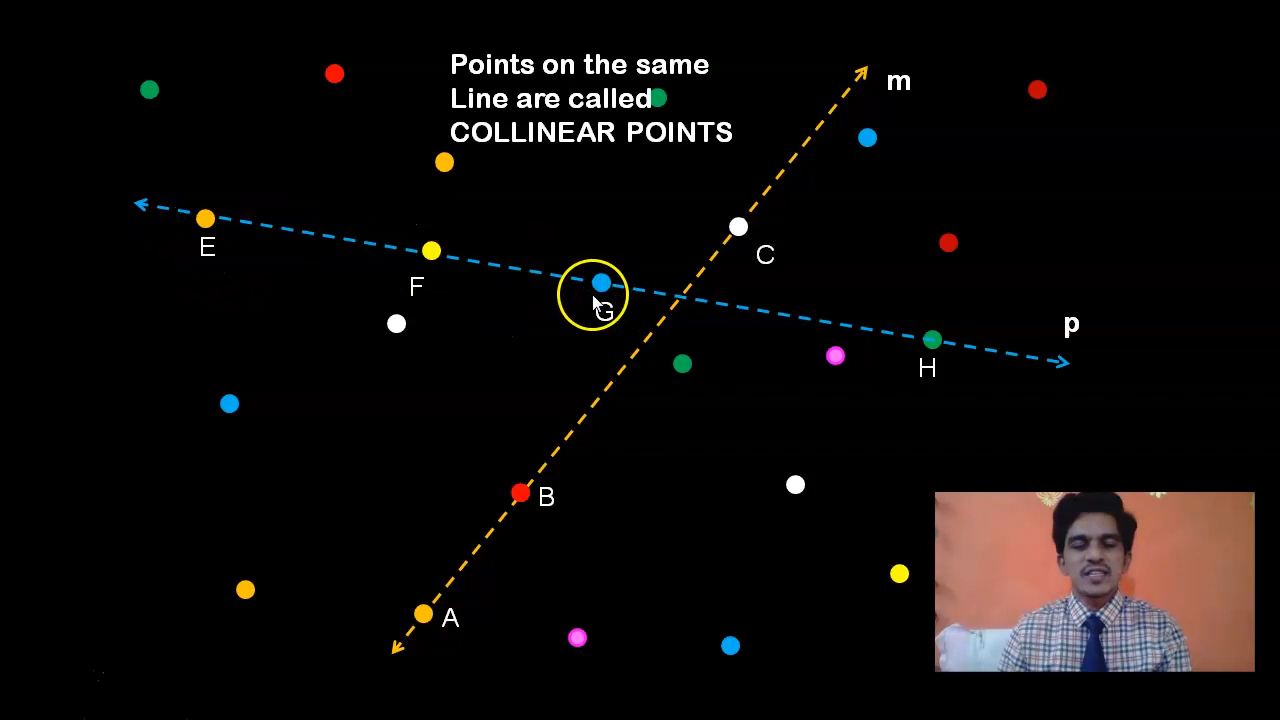 Points on the same
Line are called
COLLINEAR POINTS
m
C
E
F
G
p
H
B
A